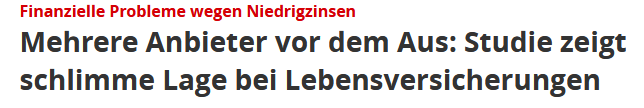 Finanzielle Probleme wegen Niedrigzinsen
Mehrere Anbieter vor dem Aus: Studie zeigt
schlimme Lage bei Lebensversicherungen